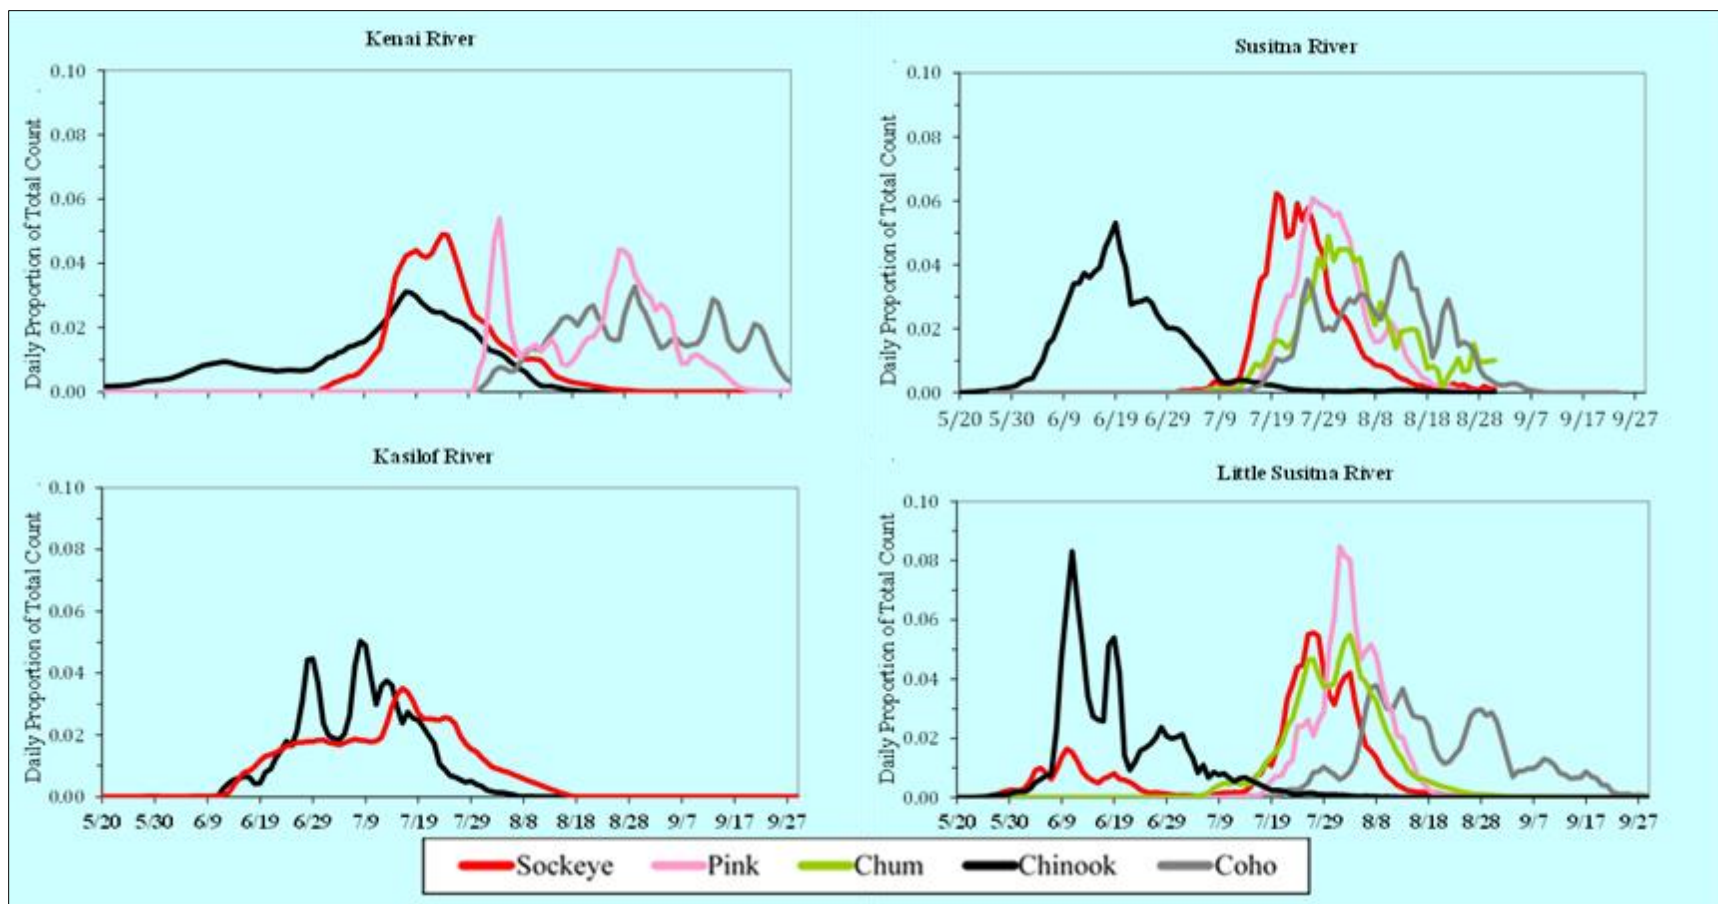 Kenai River
Daily Proportion of Total Count
0.10
0.08
0.06
0.04
0.02
0.00
Susitna River
Daily Proportion of Total Count
0.10
0.08
0.06
0.04
0.02
0.00
5/20 5/30 6/9 6/19 6/29 7/9 7/19 7/29 8/8 8/18 8/28 9/7 9/17 9/27
Kasilof River
Daily Proportion of Total Count
0.10
0.08
0.06
0.04
0.02
0.00
5/20 5/30 6/9 6/19 6/29 7/9 7/19 7/29 8/8 8/18 8/28 9/7 9/17 9/27
Little Susitna River
Daily Proportion of Total Count
0.10
0.08
0.06
0.04
0.02
0.00
5/20 5/30 6/9 6/19 6/29 7/9 7/19 7/29 8/8 8/18 8/28 9/7 9/17 9/27
Sockeye Pink Chum Chinook Coho